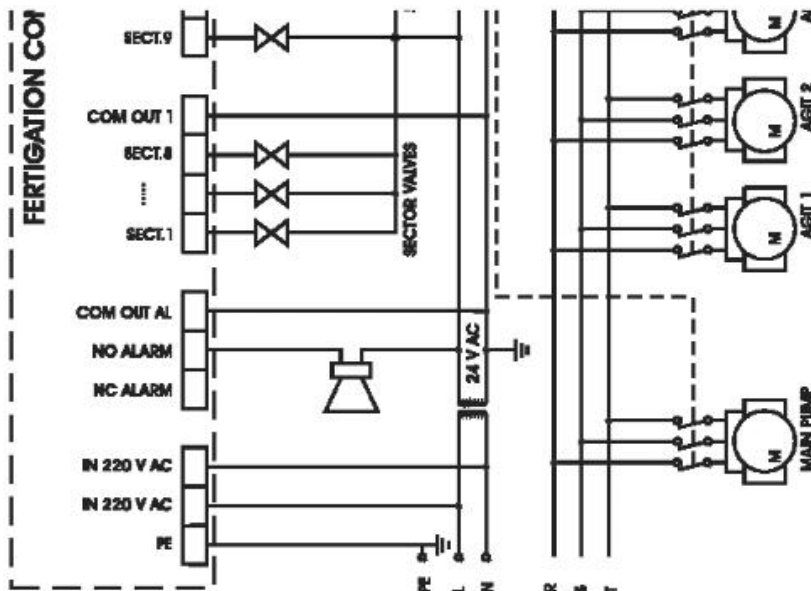 FERTIGATION CON
SECT.9
COM OUT 1
SECT.8
.....
SECT.1
COM OUT AL
NO ALARM
NC ALARM
IN 220 V AC
IN 220 V AC
PE
SECTOR VALVES
24 V AC
PE
L
N
R
S
T
M
AGIT 2
M
AGIT 1
M
MAIN PUMP
M